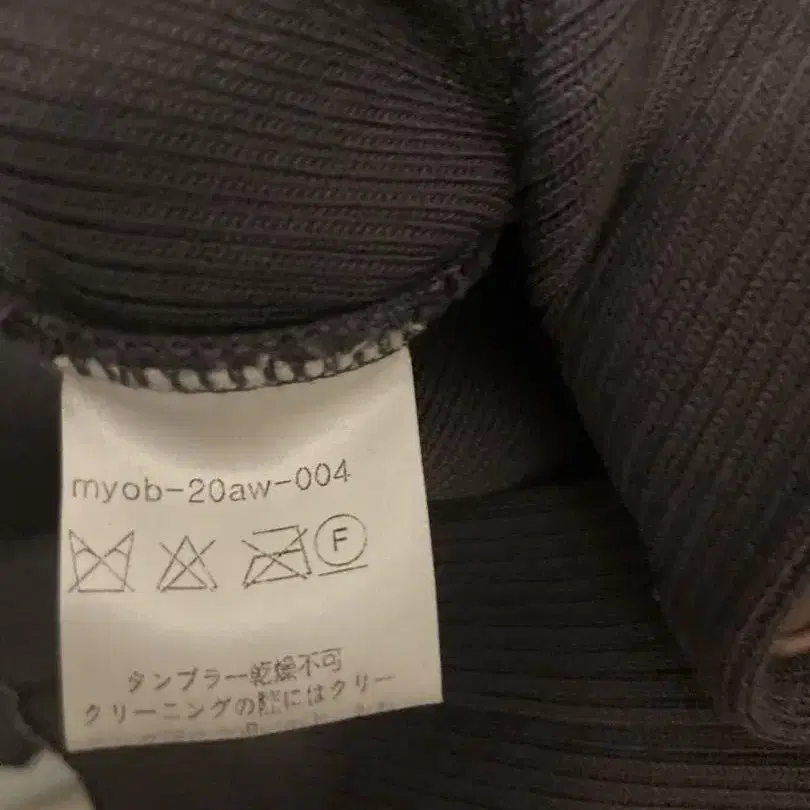 myob-20aw-004
F
タンブラー乾燥不可
クリーニングの際にはクリー